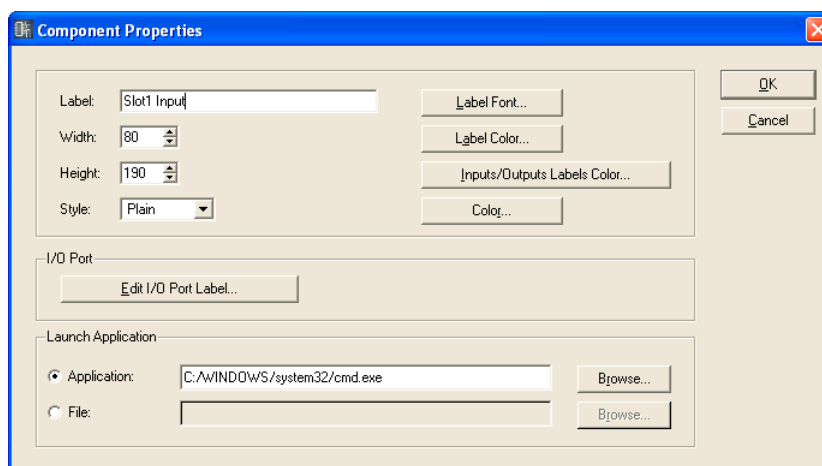 Component Properties
Label: Slot1 Input Label Font... OK
Width: 80 Label Color... Cancel
Height: 190 Inputs/Outputs Labels Color...
Style: Plain Color...
I/O Port
Edit I/O Port Label...
Launch Application
Application: C:/WINDOWS/system32/cmd.exe Browse...
File: Browse...